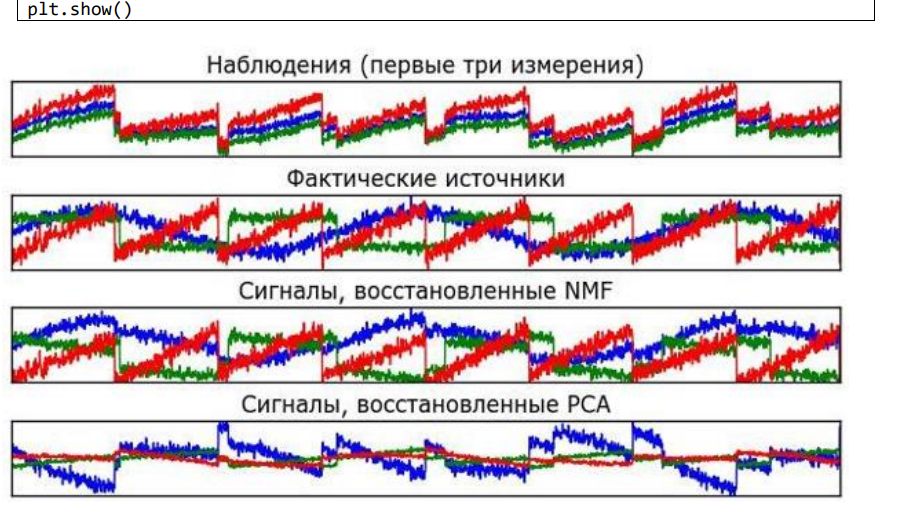 plt.show()
Наблюдения (первые три измерения)
Фактические источники
Сигналы, восстановленные NMF
Сигналы, восстановленные PCA